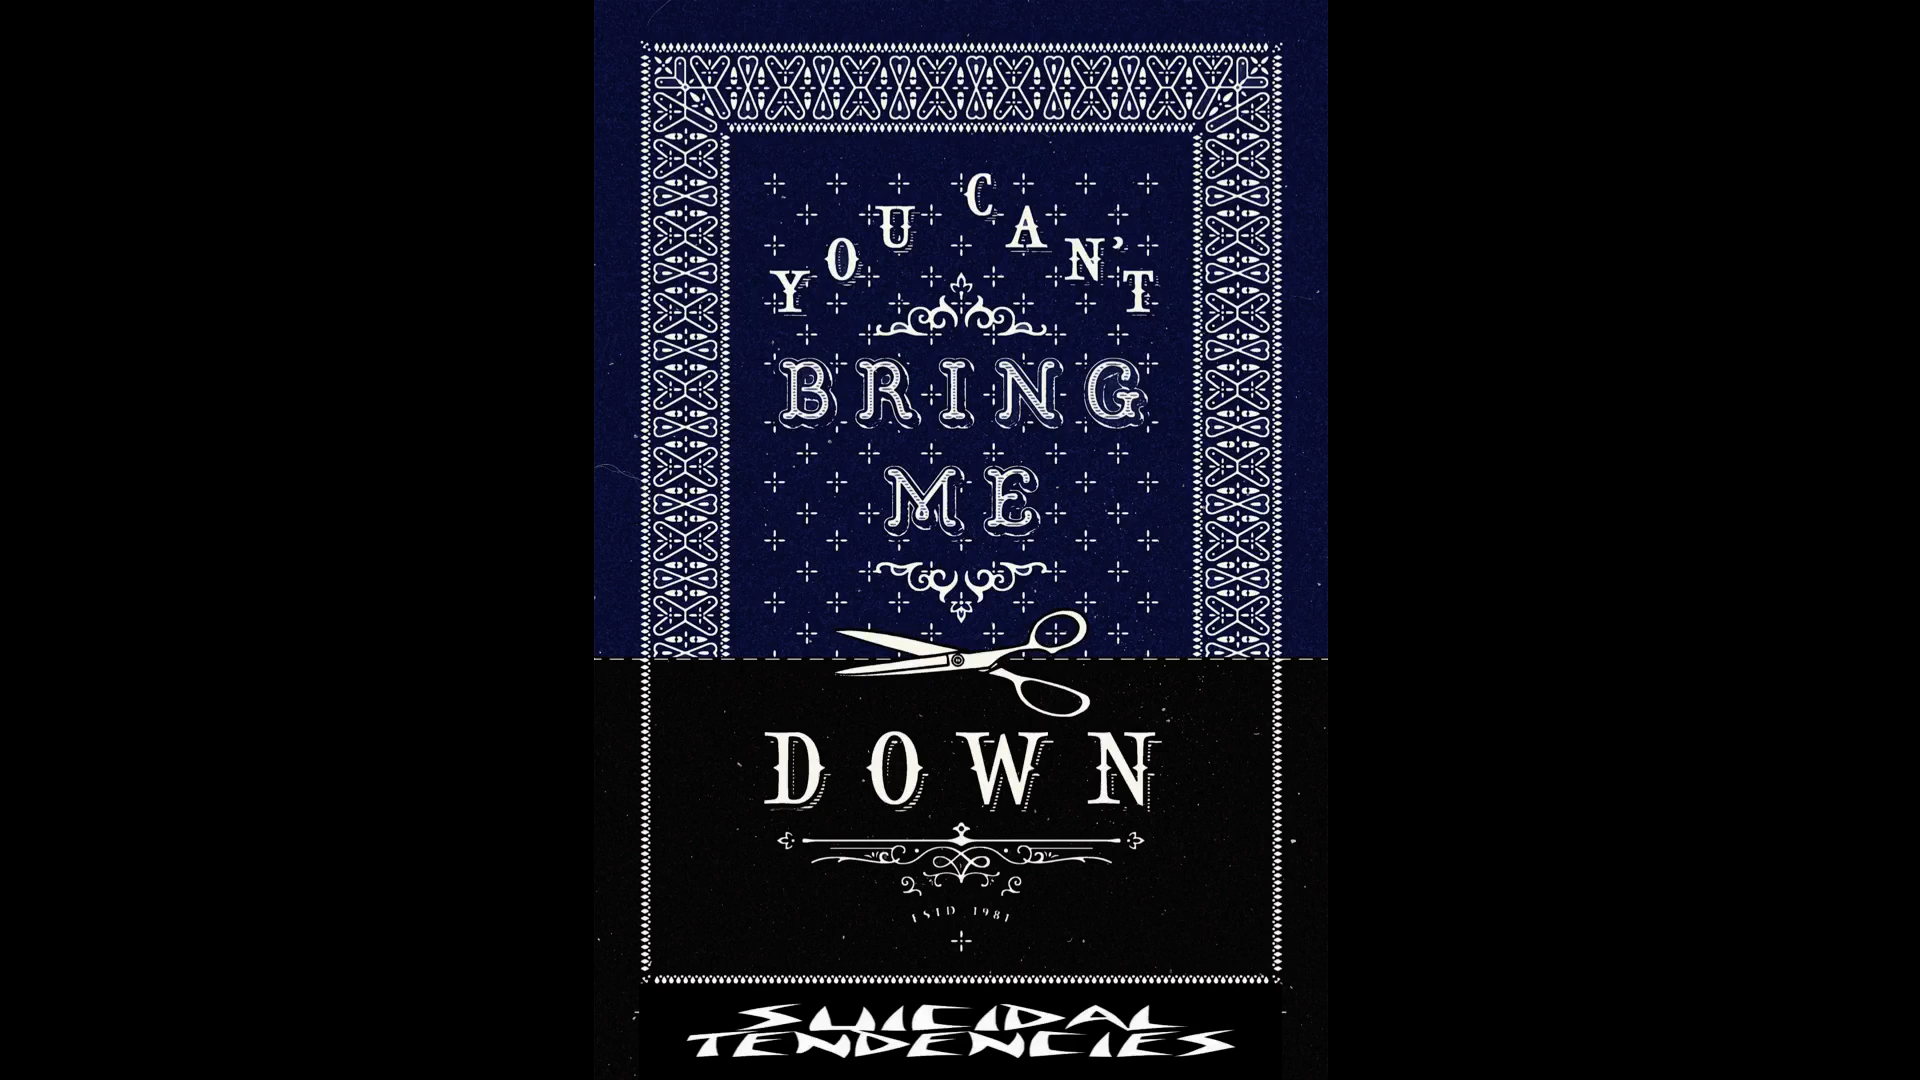 YOU CAN'T
BRING
ME
DOWN
ESTD 1981
SUICIDAL
TENDENCIES